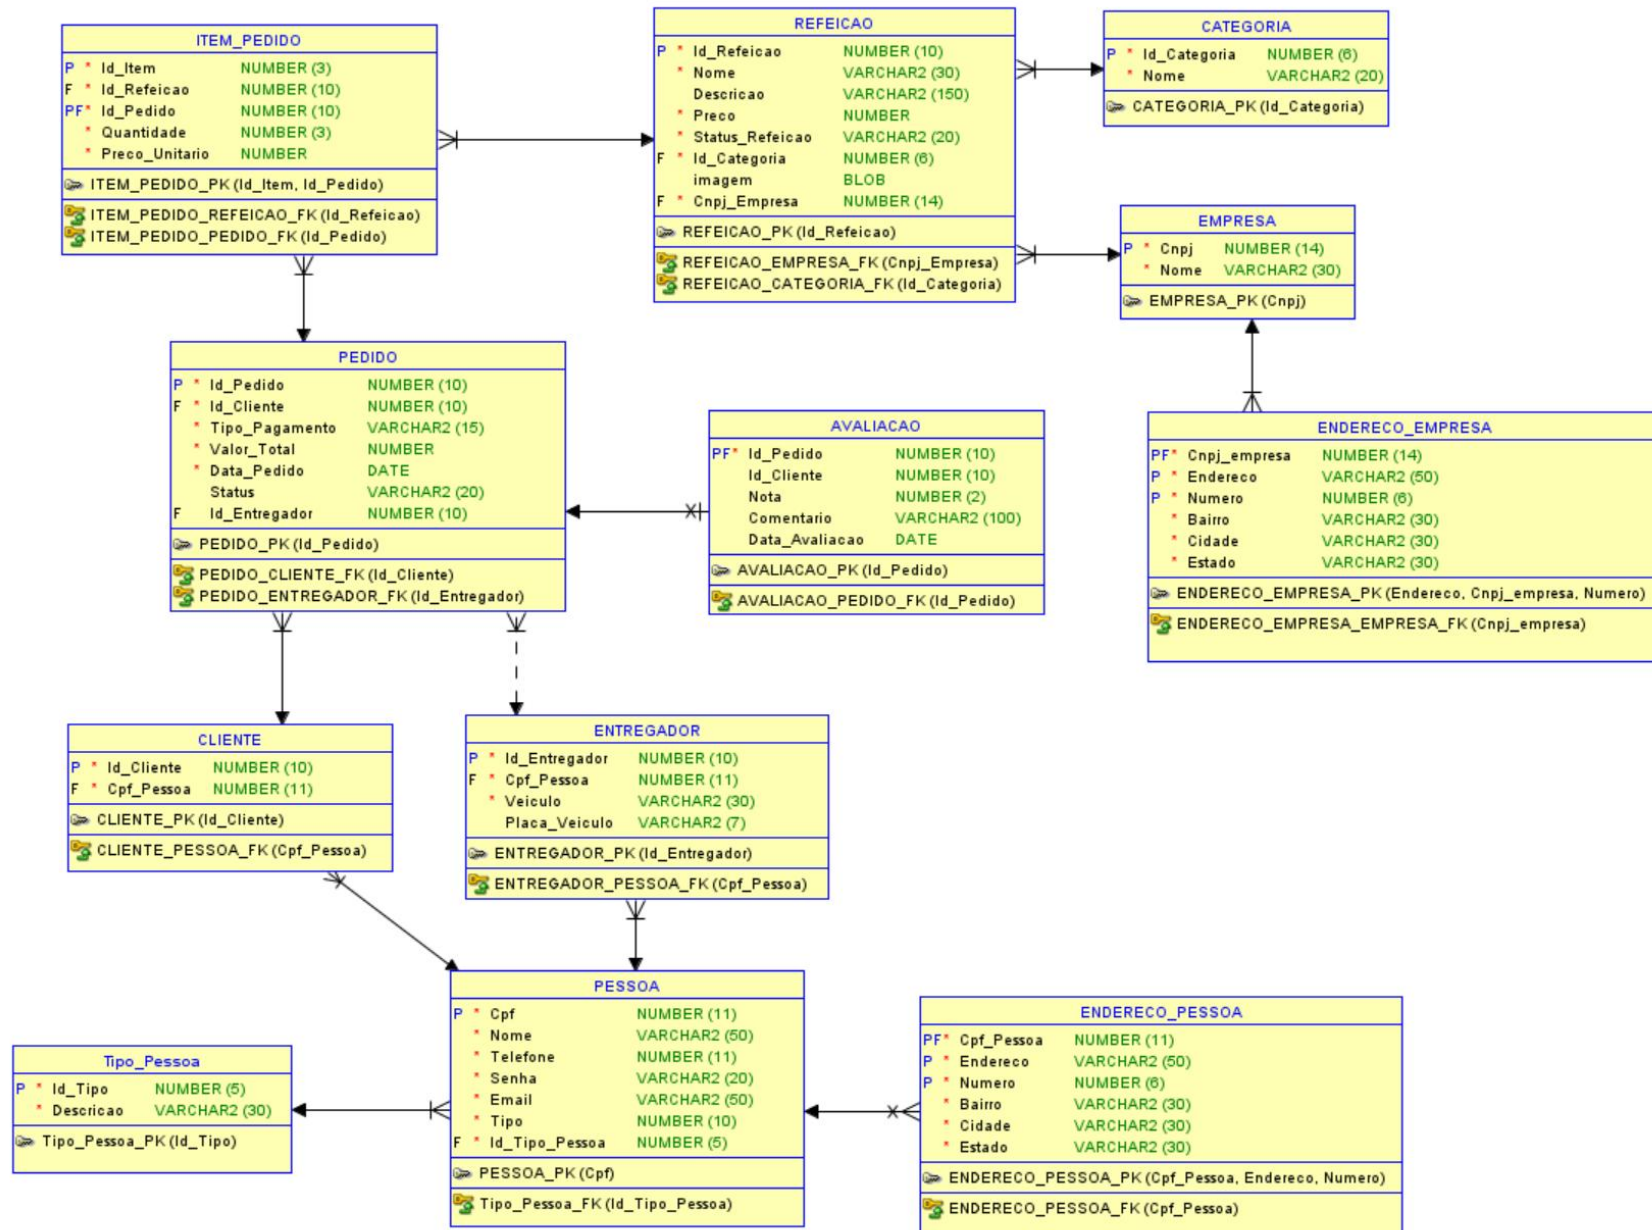 ITEM_PEDIDO
P * Id_Item NUMBER (3)
F * Id_Refeicao NUMBER (10)
PF* Id_Pedido NUMBER (10)
* Quantidade NUMBER (3)
* Preco_Unitario NUMBER
ITEM_PEDIDO_PK (Id_Item, Id_Pedido)
ITEM_PEDIDO_REFEICAO_FK (Id_Refeicao)
ITEM_PEDIDO_PEDIDO_FK (Id_Pedido)
REFEICAO
P * Id_Refeicao NUMBER (10)
* Nome VARCHAR2 (30)
Descricao VARCHAR2 (150)
* Preco NUMBER
* Status_Refeicao VARCHAR2 (20)
F * Id_Categoria NUMBER (6)
imagem BLOB
F * Cnpj_Empresa NUMBER (14)
REFEICAO_PK (Id_Refeicao)
REFEICAO_EMPRESA_FK (Cnpj_Empresa)
REFEICAO_CATEGORIA_FK (Id_Categoria)
CATEGORIA
P * Id_Categoria NUMBER (6)
* Nome VARCHAR2 (20)
CATEGORIA_PK (Id_Categoria)
EMPRESA
P * Cnpj NUMBER (14)
* Nome VARCHAR2 (30)
EMPRESA_PK (Cnpj)
PEDIDO
P * Id_Pedido NUMBER (10)
F * Id_Cliente NUMBER (10)
* Tipo_Pagamento VARCHAR2 (15)
* Valor_Total NUMBER
* Data_Pedido DATE
Status VARCHAR2 (20)
F Id_Entregador NUMBER (10)
PEDIDO_PK (Id_Pedido)
PEDIDO_CLIENTE_FK (Id_Cliente)
PEDIDO_ENTREGADOR_FK (Id_Entregador)
AVALIACAO
PF* Id_Pedido NUMBER (10)
Id_Cliente NUMBER (10)
Nota NUMBER (2)
Comentario VARCHAR2 (100)
Data_Avaliacao DATE
AVALIACAO_PK (Id_Pedido)
AVALIACAO_PEDIDO_FK (Id_Pedido)
ENDERECO_EMPRESA
PF* Cnpj_empresa NUMBER (14)
P * Endereco VARCHAR2 (50)
P * Numero NUMBER (6)
* Bairro VARCHAR2 (30)
* Cidade VARCHAR2 (30)
* Estado VARCHAR2 (30)
ENDERECO_EMPRESA_PK (Endereco, Cnpj_empresa, Numero)
ENDERECO_EMPRESA_EMPRESA_FK (Cnpj_empresa)
CLIENTE
P * Id_Cliente NUMBER (10)
F * Cpf_Pessoa NUMBER (11)
CLIENTE_PK (Id_Cliente)
CLIENTE_PESSOA_FK (Cpf_Pessoa)
ENTREGADOR
P * Id_Entregador NUMBER (10)
F * Cpf_Pessoa NUMBER (11)
* Veiculo VARCHAR2 (30)
Placa_Veiculo VARCHAR2 (7)
ENTREGADOR_PK (Id_Entregador)
ENTREGADOR_PESSOA_FK (Cpf_Pessoa)
Tipo_Pessoa
P * Id_Tipo NUMBER (5)
* Descricao VARCHAR2 (30)
Tipo_Pessoa_PK (Id_Tipo)
PESSOA
P * Cpf NUMBER (11)
* Nome VARCHAR2 (50)
* Telefone NUMBER (11)
* Senha VARCHAR2 (20)
* Email VARCHAR2 (50)
* Tipo NUMBER (10)
F * Id_Tipo_Pessoa NUMBER (5)
PESSOA_PK (Cpf)
Tipo_Pessoa_FK (Id_Tipo_Pessoa)
ENDERECO_PESSOA
PF* Cpf_Pessoa NUMBER (11)
P * Endereco VARCHAR2 (50)
P * Numero NUMBER (6)
* Bairro VARCHAR2 (30)
* Cidade VARCHAR2 (30)
* Estado VARCHAR2 (30)
ENDERECO_PESSOA_PK (Cpf_Pessoa, Endereco, Numero)
ENDERECO_PESSOA_FK (Cpf_Pessoa)